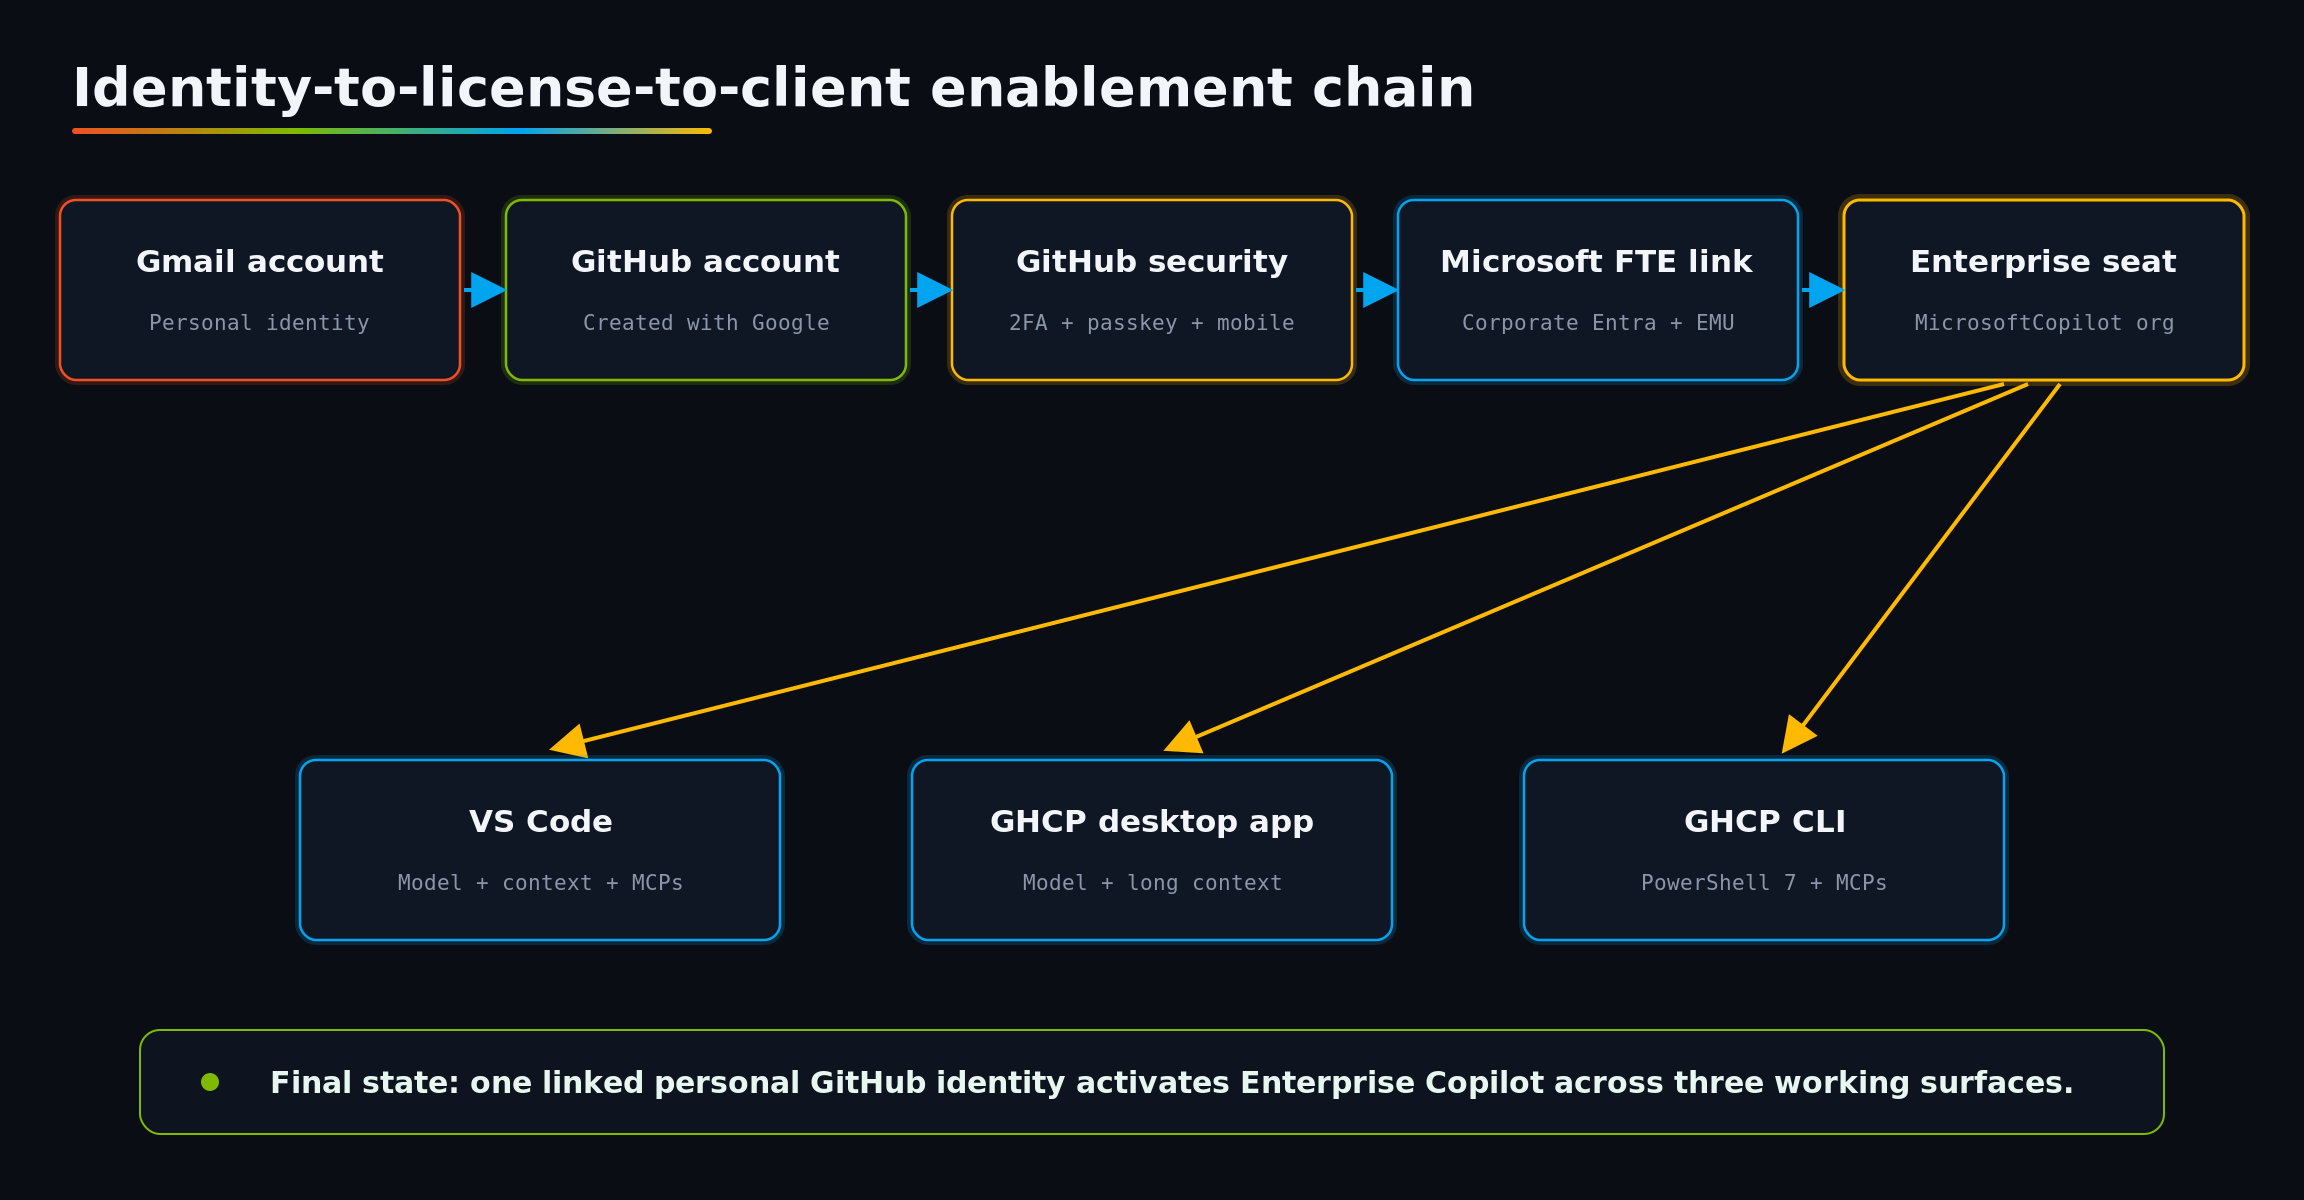 Identity-to-license-to-client enablement chain
Gmail account
Personal identity
GitHub account
Created with Google
GitHub security
2FA + passkey + mobile
Microsoft FTE link
Corporate Entra + EMU
Enterprise seat
MicrosoftCopilot org
VS Code
Model + context + MCPs
GHCP desktop app
Model + long context
GHCP CLI
PowerShell 7 + MCPs
Final state: one linked personal GitHub identity activates Enterprise Copilot across three working surfaces.